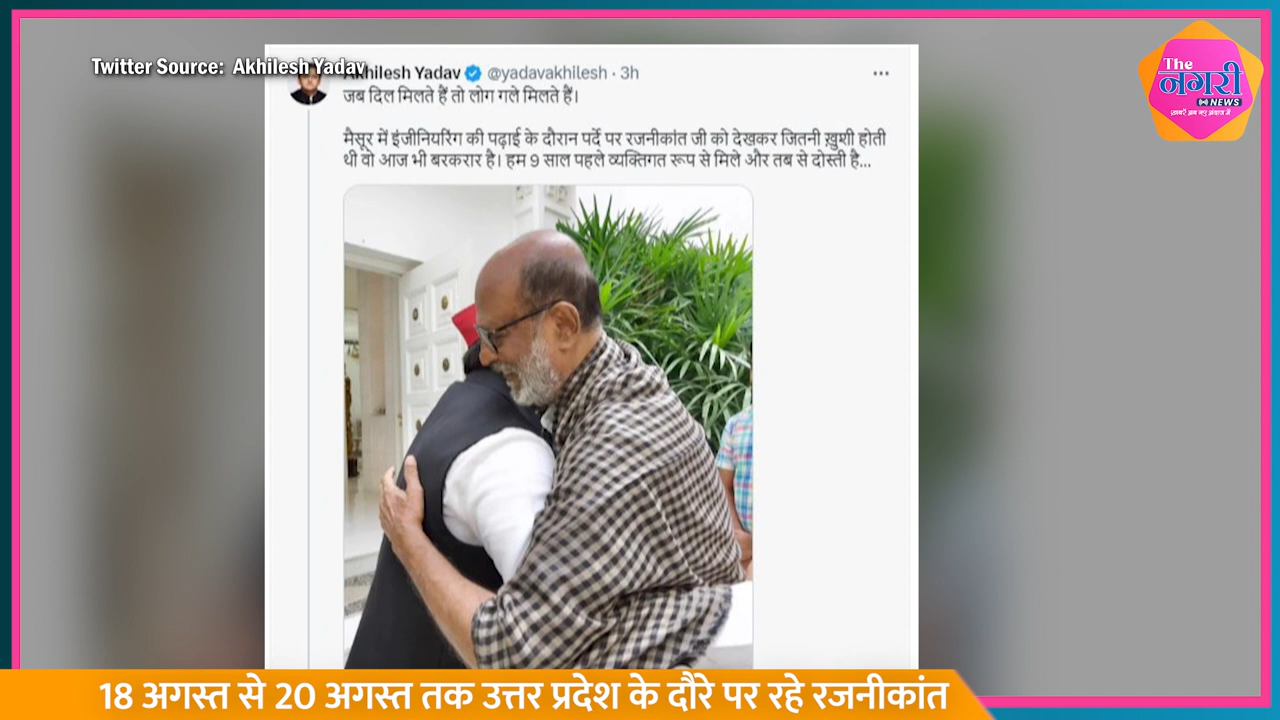 Twitter Source: Akhilesh Yadav
The
नगरी
NEWS
Akhilesh Yadav @yadavakhilesh · 3h
जब दिल मिलते हैं तो लोग गले मिलते हैं।
मैसूर में इंजीनियरिंग की पढ़ाई के दौरान पर्दे पर रजनीकांत जी को देखकर जितनी ख़ुशी होती
थी वो आज भी बरकरार है। हम 9 साल पहले व्यक्तिगत रूप से मिले और तब से दोस्ती है...
18 अगस्त से 20 अगस्त तक उत्तर प्रदेश के दौरे पर रहे रजनीकांत